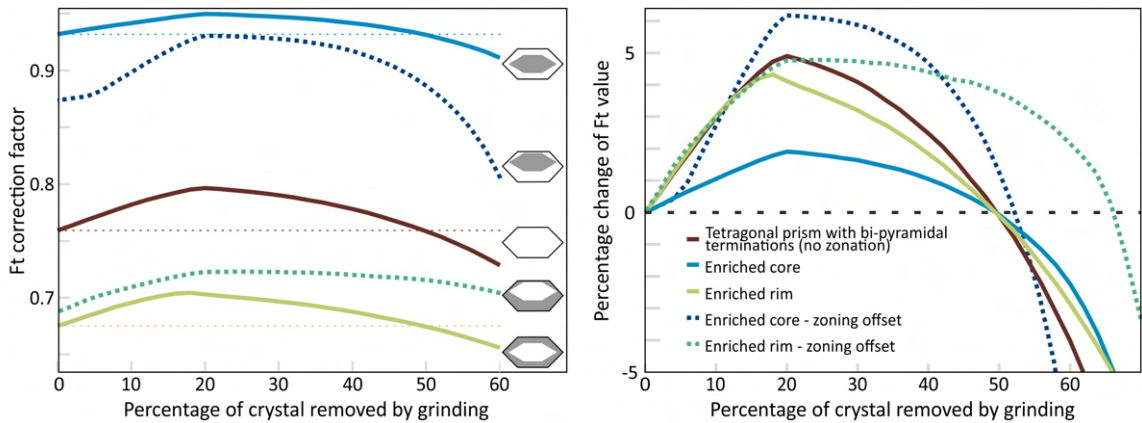 Ft correction factor
0.9
0.8
0.7
0
10
20
30
40
50
60
Percentage of crystal removed by grinding
Percentage change of Ft value
5
0
-5
Tetragonal prism with bi-pyramidal
terminations (no zonation)
Enriched core
Enriched rim
Enriched core - zoning offset
Enriched rim - zoning offset
0
10
20
30
40
50
60
Percentage of crystal removed by grinding